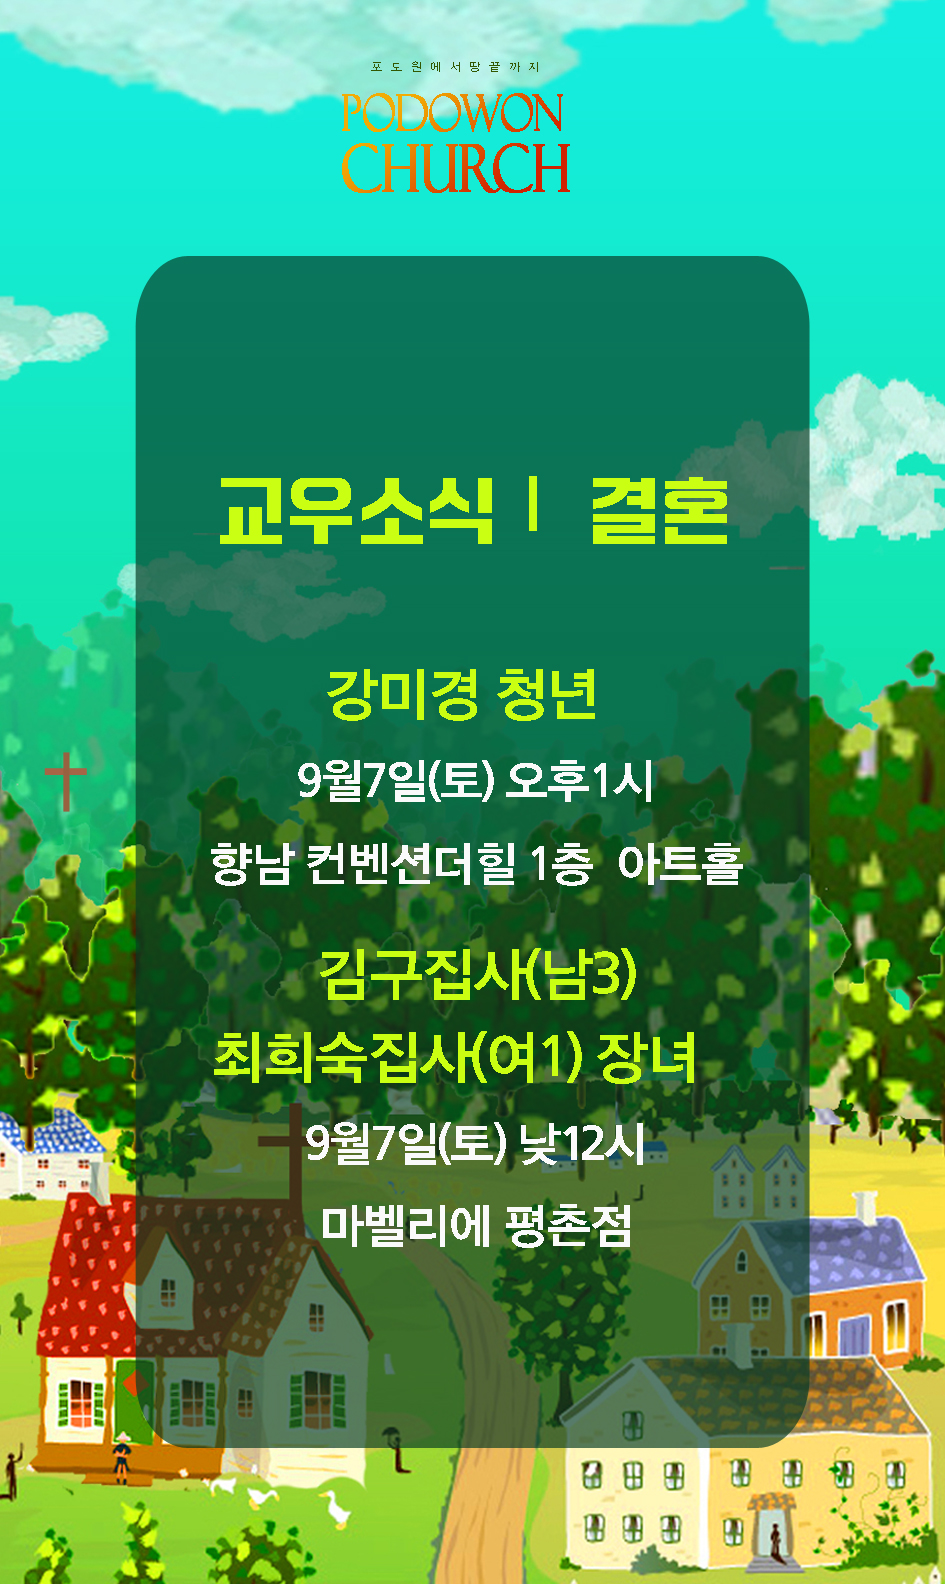 포도원에서땅끝까지
PODOWON
CHURCH
교우소식ㅣ 결혼
강미경 청년
9월7일(토) 오후1시
향남 컨벤션더힐 1층 아트홀
김구집사(남3)
최희숙집사(여1) 장녀
9월7일(토) 낮12시
마벨리에 평촌점